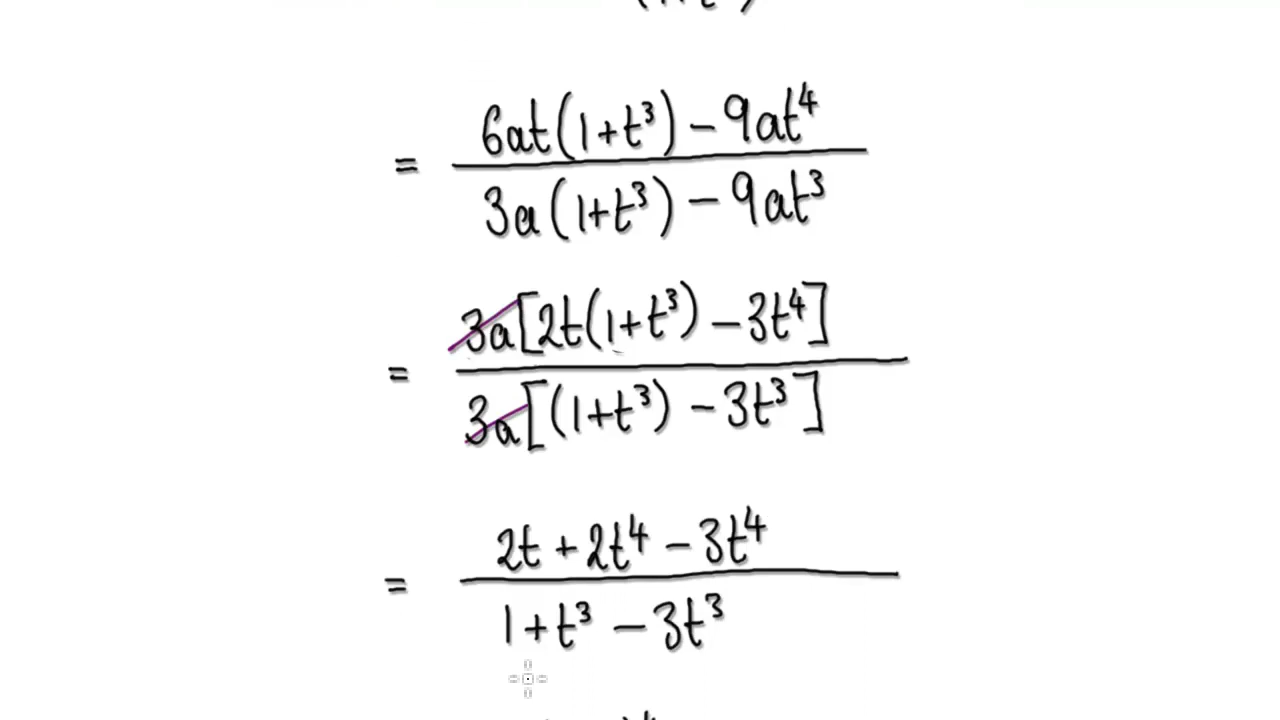 = 6at(1+t³) − 9at⁴ / 3a(1+t³) − 9at³
= 3a[2t(1+t³) − 3t⁴] / 3a[(1+t³) − 3t³]
= 2t + 2t⁴ − 3t⁴ / 1 + t³ − 3t³